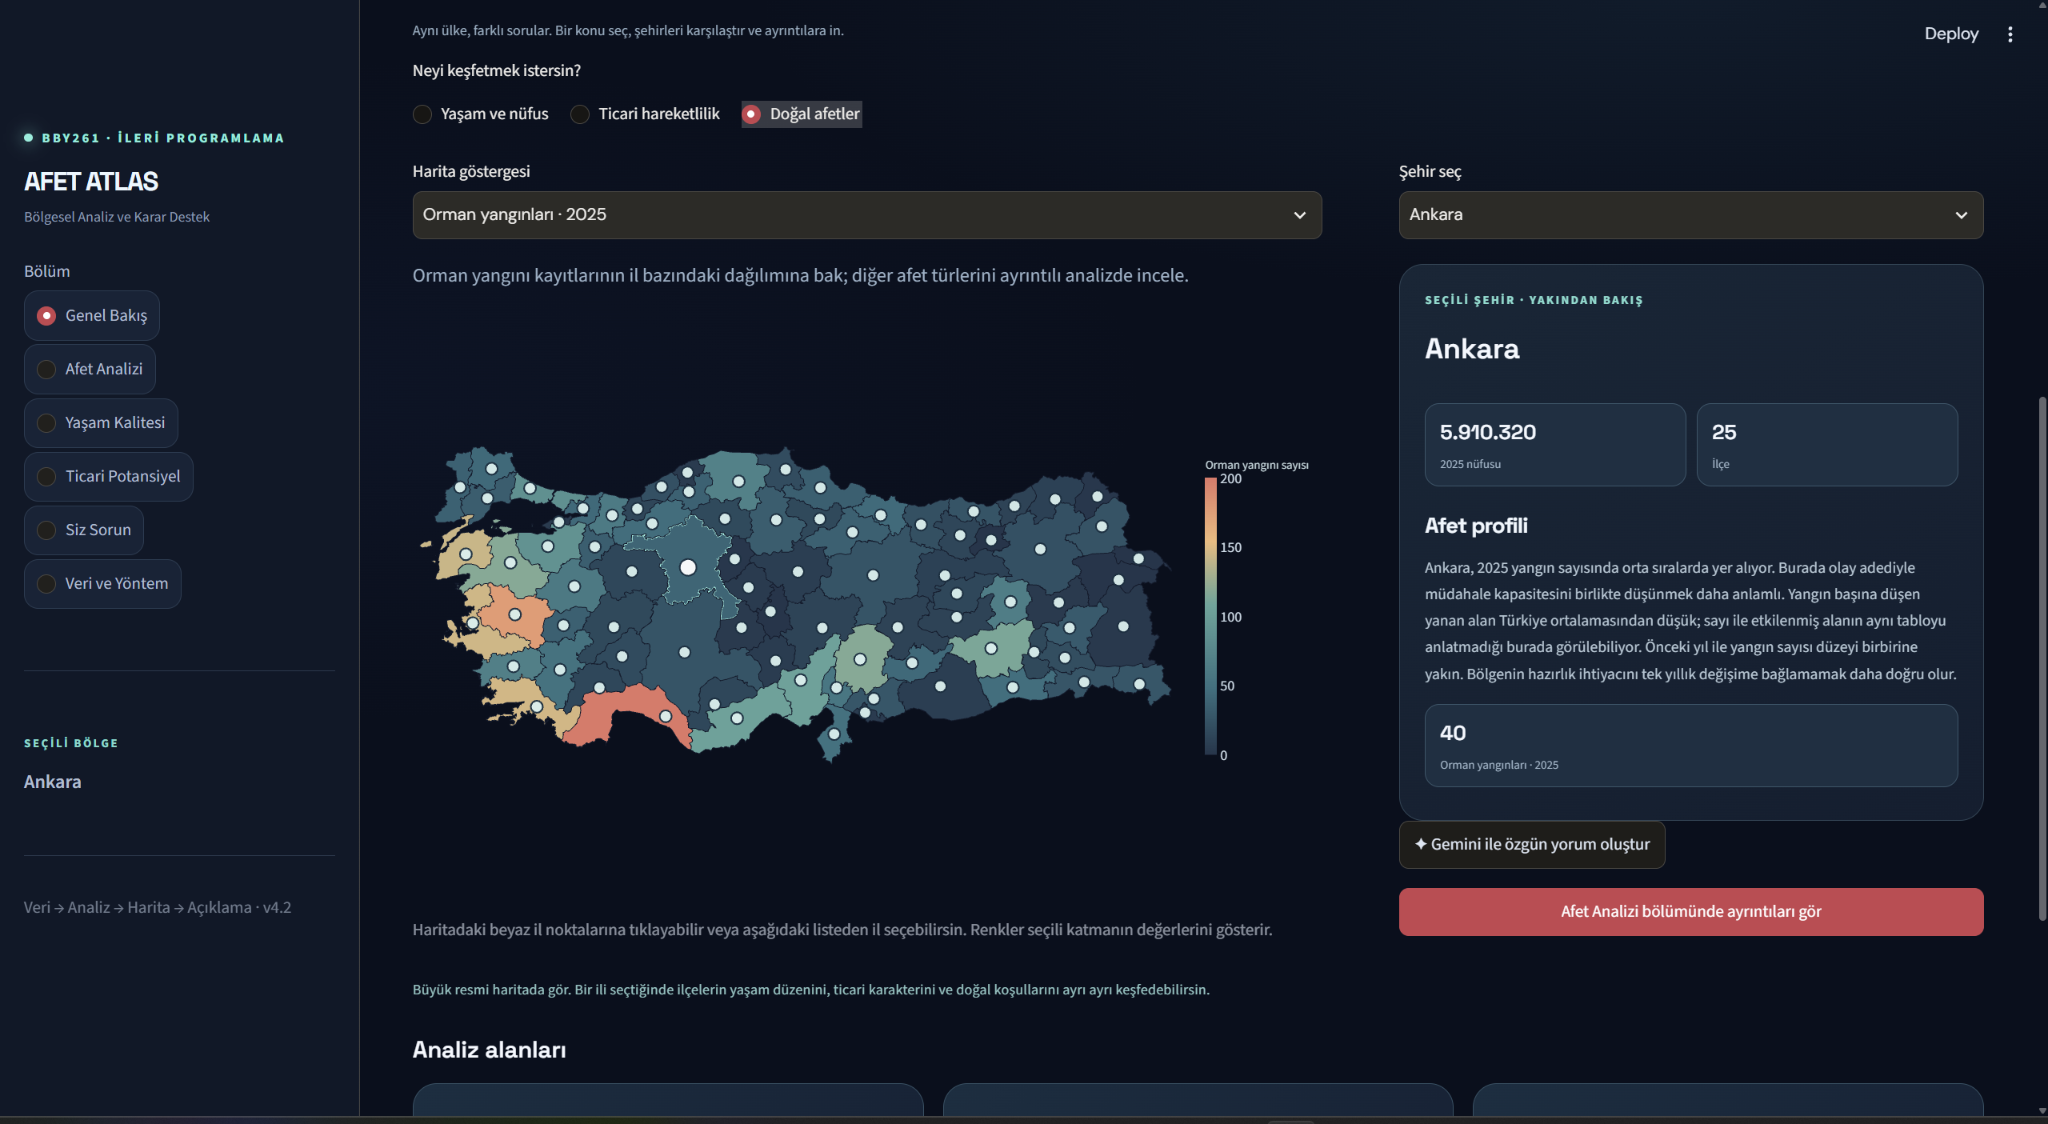 BBY261 · İLERİ PROGRAMLAMA
AFET ATLAS
Bölgesel Analiz ve Karar Destek
Bölüm
Genel Bakış
Afet Analizi
Yaşam Kalitesi
Ticari Potansiyel
Siz Sorun
Veri ve Yöntem
SEÇİLİ BÖLGE
Ankara
Veri → Analiz → Harita → Açıklama · v4.2
Deploy
Aynı ülke, farklı sorular. Bir konu seç, şehirleri karşılaştır ve ayrıntılara in.
Neyi keşfetmek istersin?
Yaşam ve nüfus
Ticari hareketlilik
Doğal afetler
Harita göstergesi
Orman yangınları · 2025
Orman yangını kayıtlarının il bazındaki dağılımına bak; diğer afet türlerini ayrıntılı analizde incele.
Orman yangını sayısı
200
150
100
50
0
Haritadaki beyaz il noktalarına tıklayabilir veya aşağıdaki listeden il seçebilirsin. Renkler seçili katmanın değerlerini gösterir.
Şehir seç
Ankara
SEÇİLİ ŞEHİR · YAKINDAN BAKIŞ
Ankara
5.910.320
2025 nüfusu
25
İlçe
Afet profili
Ankara, 2025 yangın sayısında orta sıralarda yer alıyor. Burada olay adediyle
müdahale kapasitesini birlikte düşünmek daha anlamlı. Yangın başına düşen
yanan alan Türkiye ortalamasından düşük; sayı ile etkilenmiş alanın aynı tabloyu
anlatmadığı burada görülebiliyor. Önceki yıl ile yangın sayısı düzeyi birbirine
yakın. Bölgenin hazırlık ihtiyacını tek yıllık değişime bağlamamak daha doğru olur.
40
Orman yangınları · 2025
✦ Gemini ile özgün yorum oluştur
Afet Analizi bölümünde ayrıntıları gör
Büyük resmi haritada gör. Bir ili seçtiğinde ilçelerin yaşam düzenini, ticari karakterini ve doğal koşullarını ayrı ayrı keşfedebilirsin.
Analiz alanları